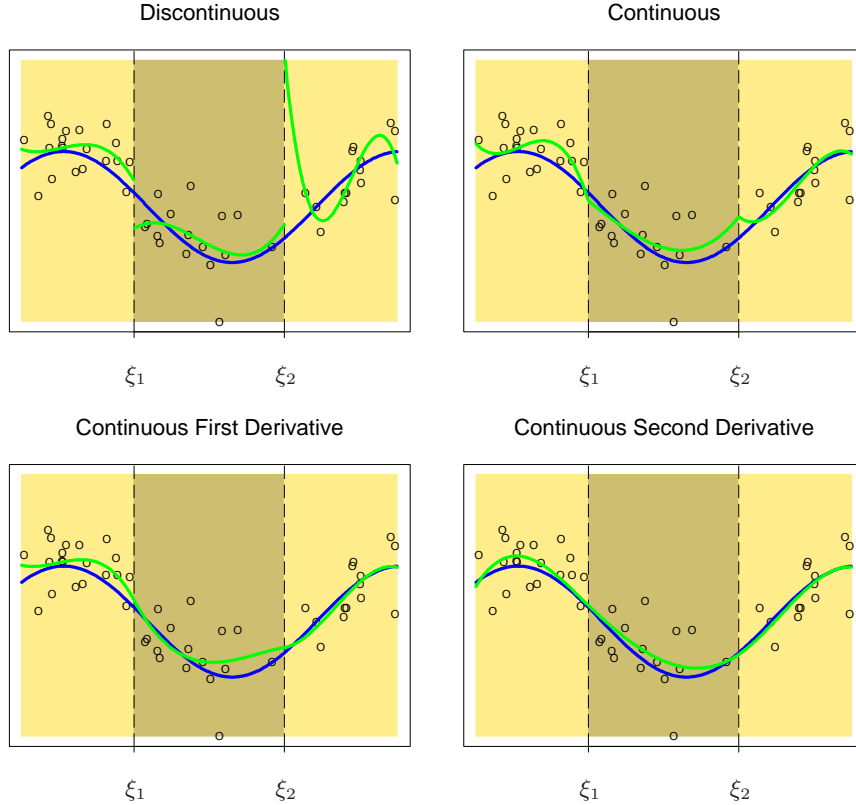 Discontinuous
Continuous
ξ1 ξ2
ξ1 ξ2
Continuous First Derivative
Continuous Second Derivative
ξ1 ξ2
ξ1 ξ2